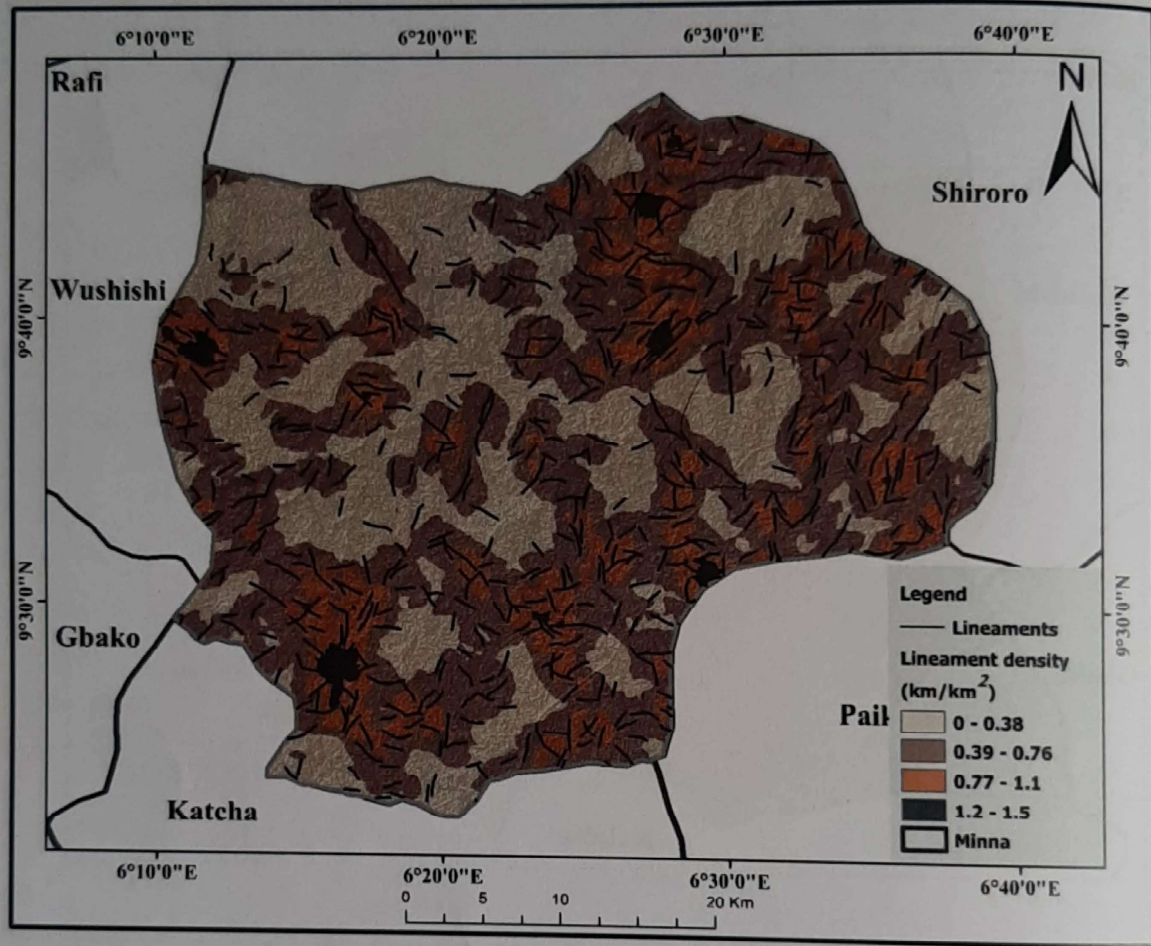 6°10'0"E 6°20'0"E 6°30'0"E 6°40'0"E
Rafi
N
Shiroro
Wushishi
9°40'0"N 9°40'0"N
9°30'0"N 9°30'0"N
Gbako
Legend
Lineaments
Lineament density
(km/km²)
Paik
0 - 0.38
0.39 - 0.76
0.77 - 1.1
1.2 - 1.5
Minna
Katcha
6°10'0"E 6°20'0"E 6°30'0"E 6°40'0"E
0 5 10 20 Km